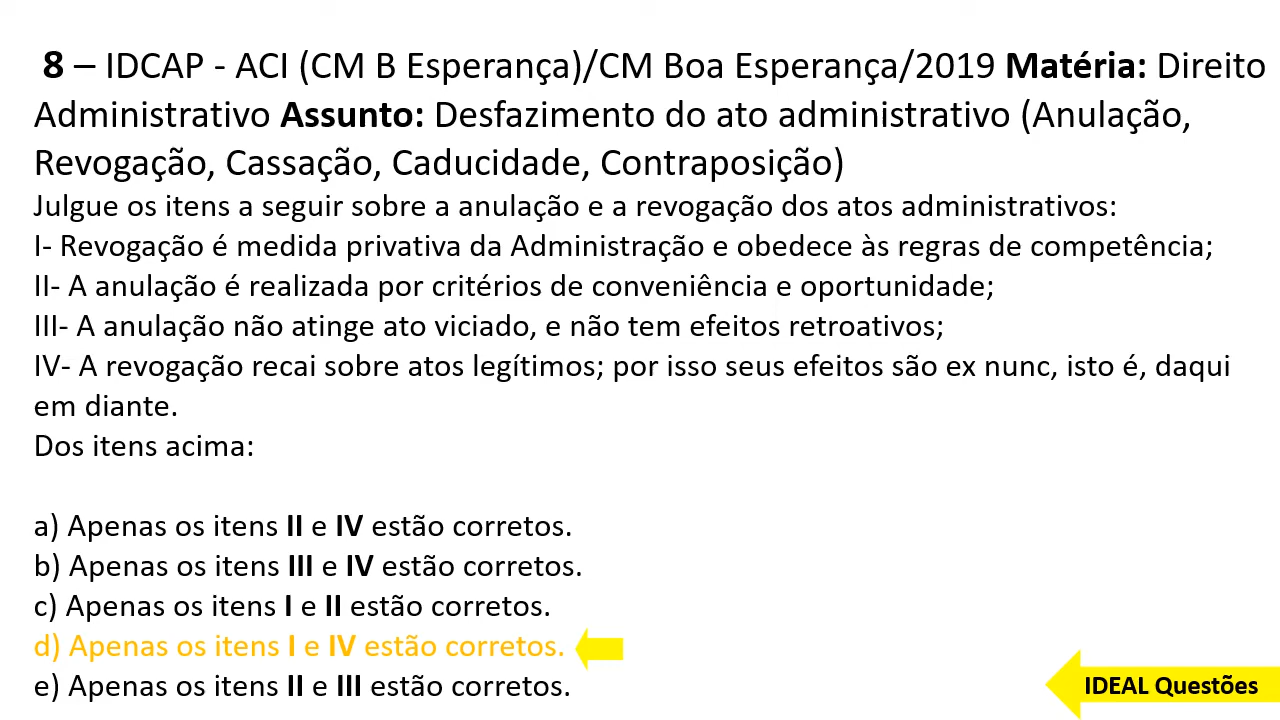 8 – IDCAP - ACI (CM B Esperança)/CM Boa Esperança/2019 Matéria: Direito
Administrativo Assunto: Desfazimento do ato administrativo (Anulação,
Revogação, Cassação, Caducidade, Contraposição)
Julgue os itens a seguir sobre a anulação e a revogação dos atos administrativos:
I- Revogação é medida privativa da Administração e obedece às regras de competência;
II- A anulação é realizada por critérios de conveniência e oportunidade;
III- A anulação não atinge ato viciado, e não tem efeitos retroativos;
IV- A revogação recai sobre atos legítimos; por isso seus efeitos são ex nunc, isto é, daqui
em diante.
Dos itens acima:
a) Apenas os itens II e IV estão corretos.
b) Apenas os itens III e IV estão corretos.
c) Apenas os itens I e II estão corretos.
d) Apenas os itens I e IV estão corretos.
e) Apenas os itens II e III estão corretos.
IDEAL Questões